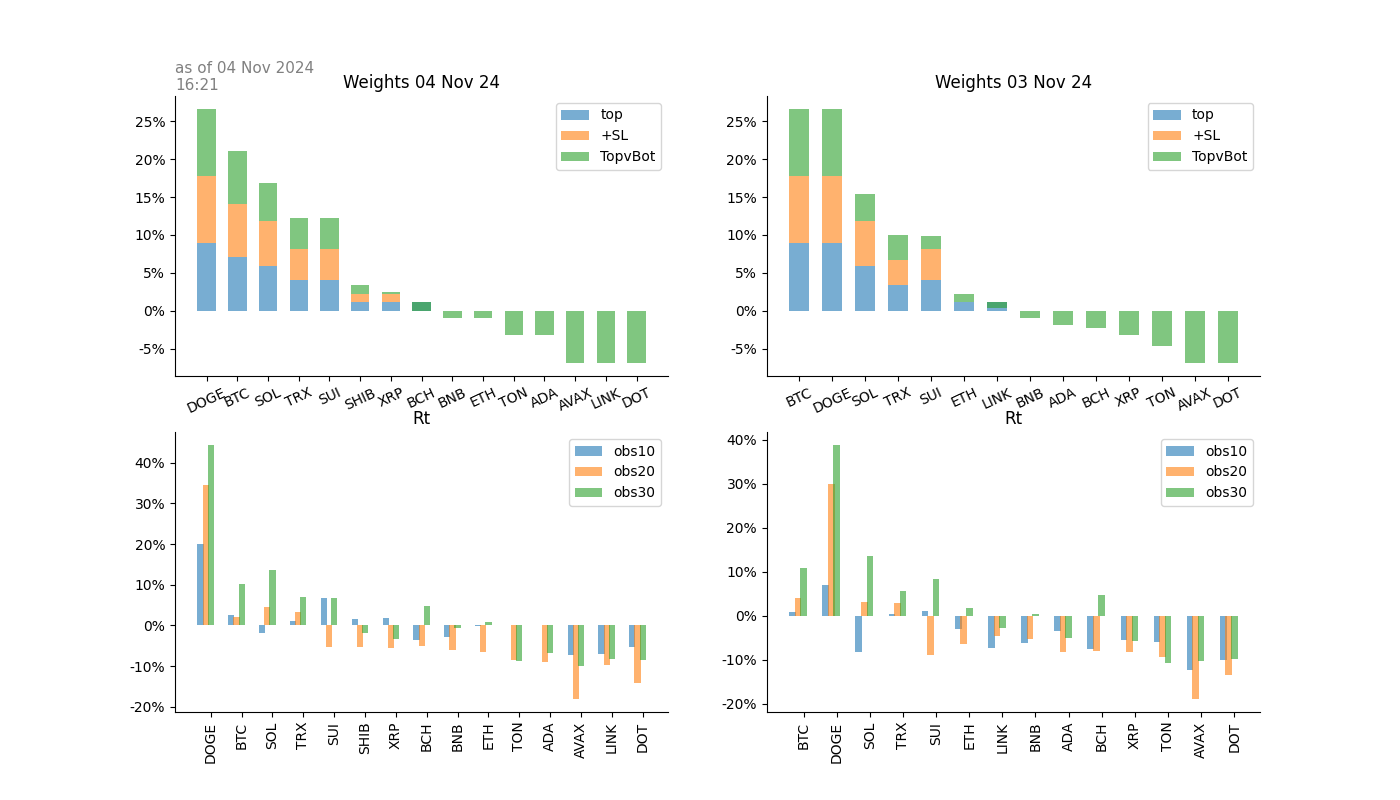 as of 04 Nov 2024
16:21
Weights 04 Nov 24
25%
20%
15%
10%
5%
0%
-5%
top
+SL
TopvBot
DOGE BTC SOL TRX SUI SHIB XRP BCH BNB ETH TON ADA AVAX LINK DOT
Weights 03 Nov 24
25%
20%
15%
10%
5%
0%
-5%
top
+SL
TopvBot
BTC DOGE SOL TRX SUI ETH LINK BNB ADA BCH XRP TON AVAX DOT
Rt
40%
30%
20%
10%
0%
-10%
-20%
obs10
obs20
obs30
DOGE BTC SOL TRX SUI SHIB XRP BCH BNB ETH TON ADA AVAX LINK DOT
Rt
40%
30%
20%
10%
0%
-10%
-20%
obs10
obs20
obs30
BTC DOGE SOL TRX SUI ETH LINK BNB ADA BCH XRP TON AVAX DOT